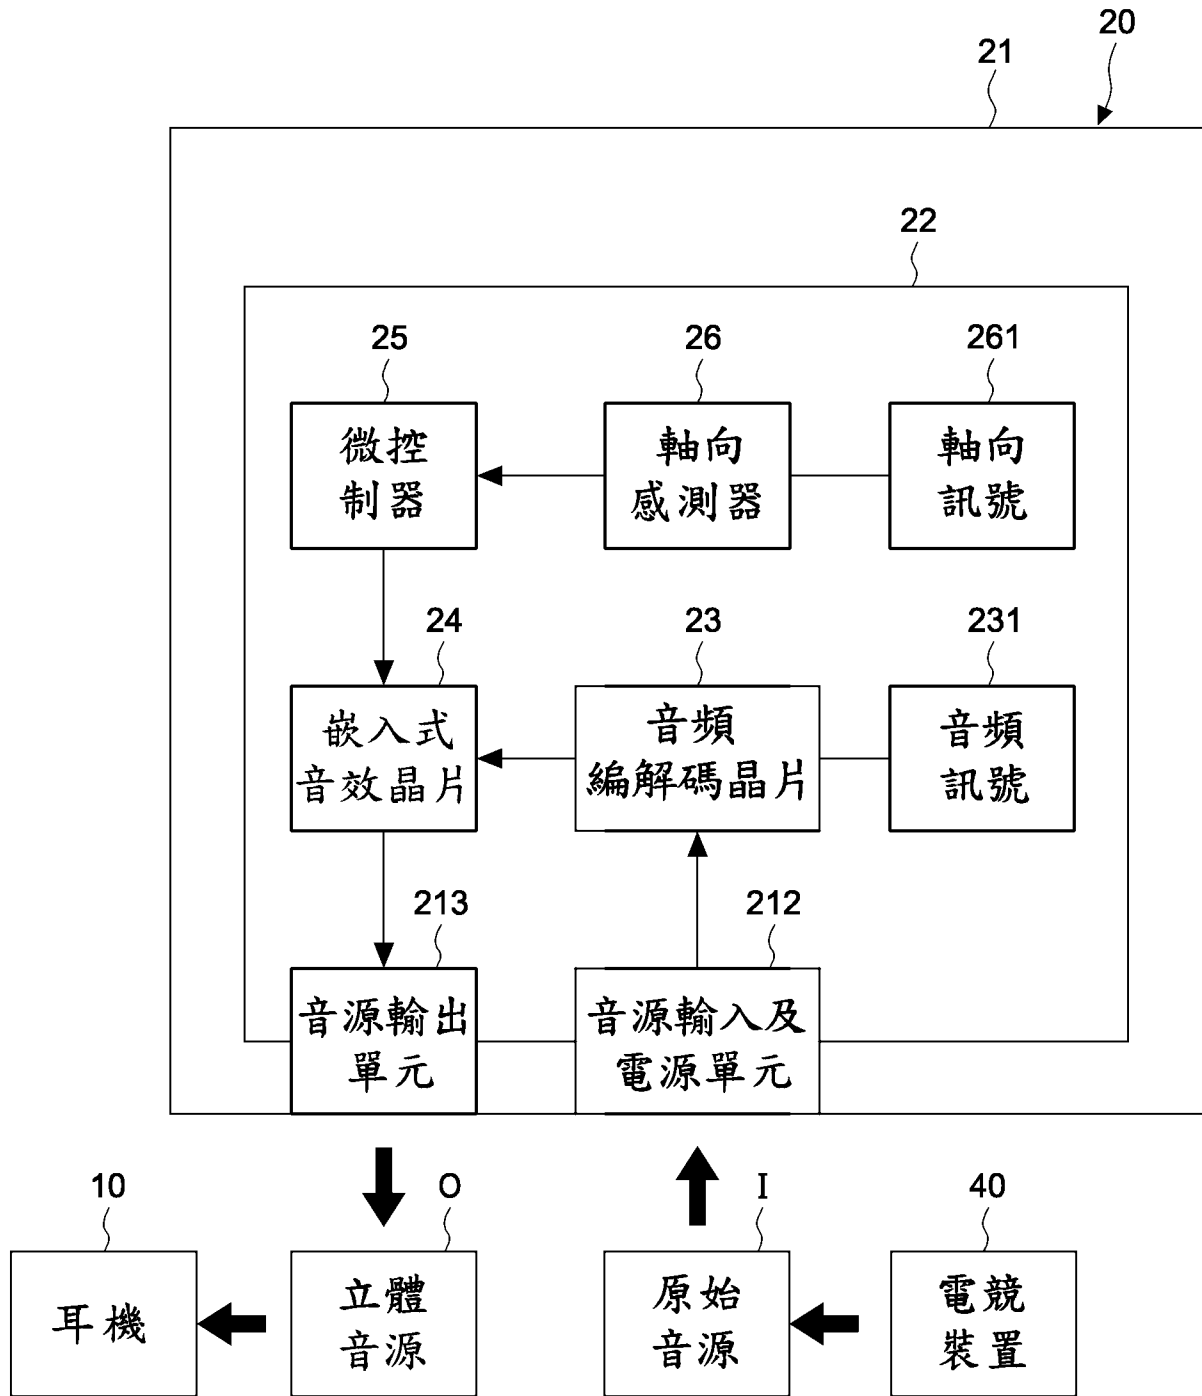 20
21
22
25
26
261
微控
制器
軸向
感測器
軸向
訊號
24
23
231
嵌入式
音效晶片
音頻
編解碼晶片
音頻
訊號
213
212
音源輸出
單元
音源輸入及
電源單元
10
O
I
40
耳機
立體
音源
原始
音源
電競
裝置